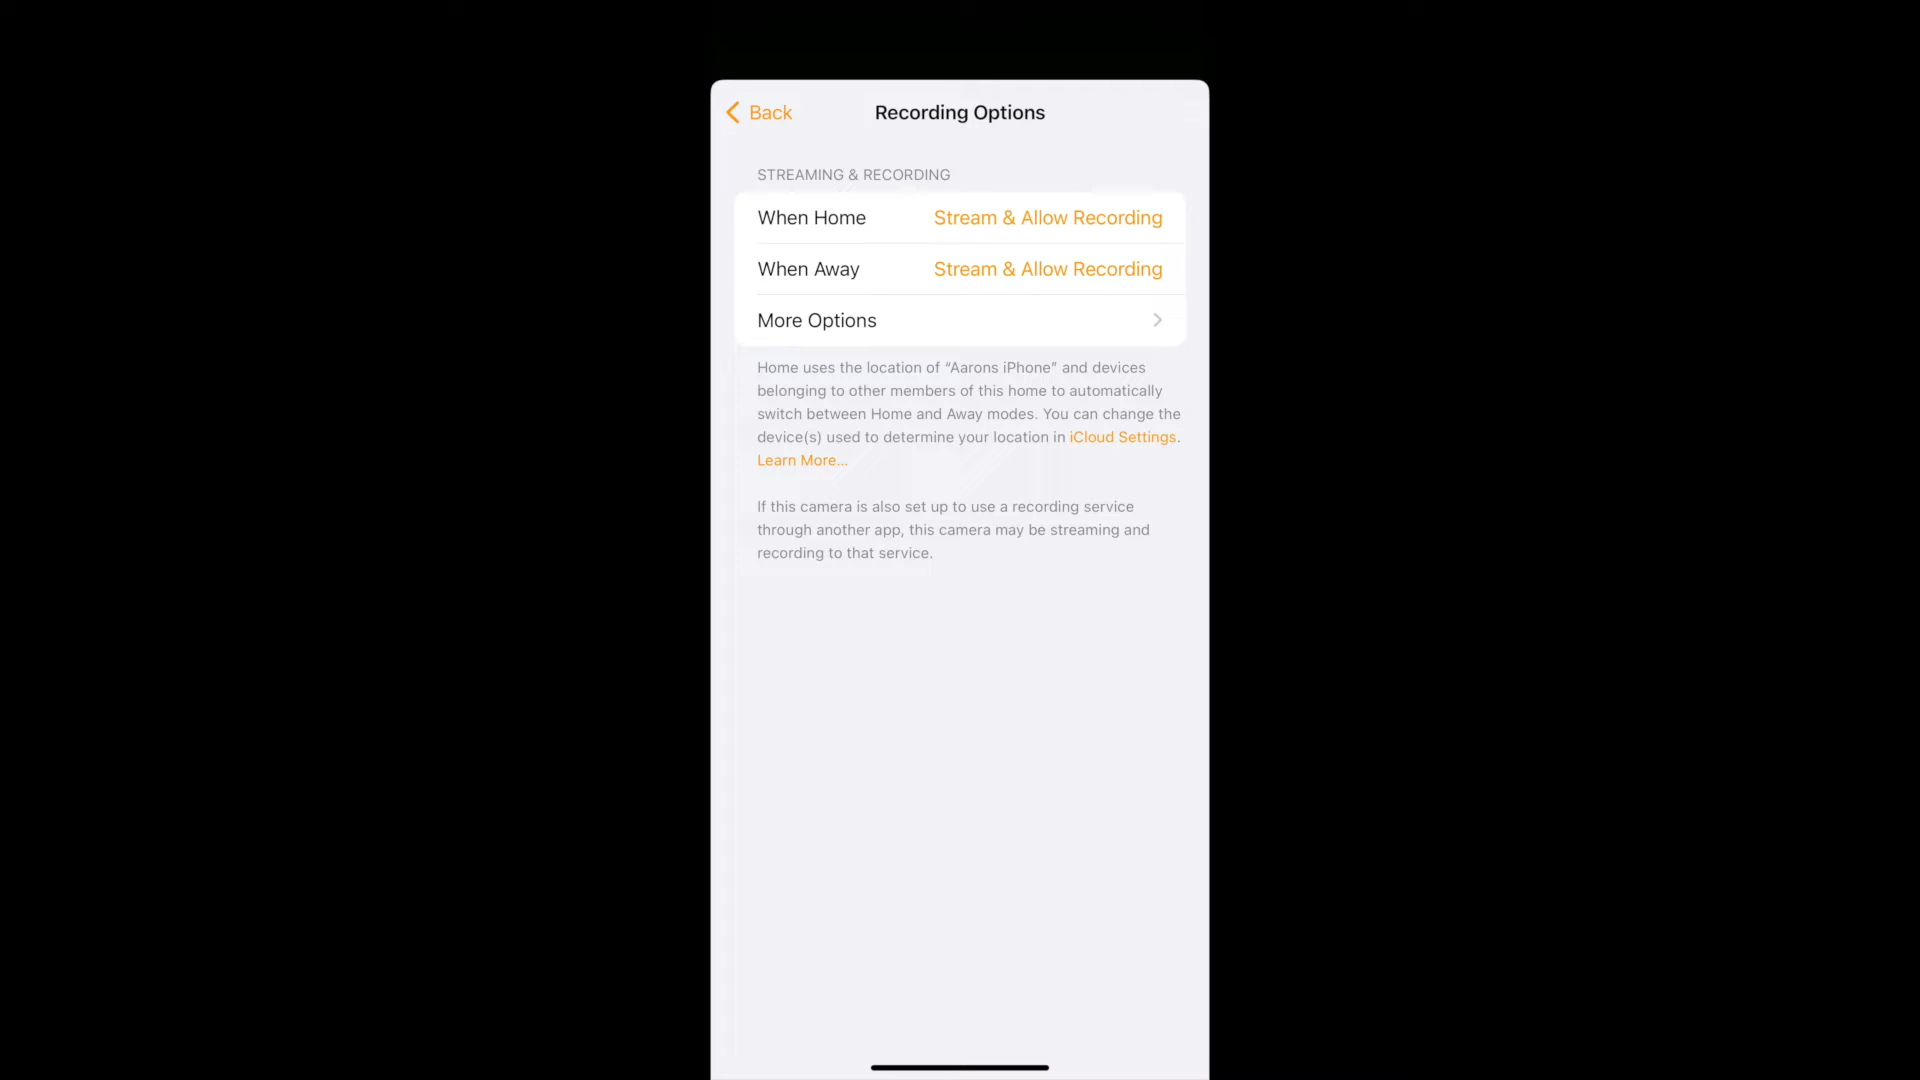 Back
Recording Options
STREAMING & RECORDING
When Home Stream & Allow Recording
When Away Stream & Allow Recording
More Options
Home uses the location of “Aarons iPhone” and devices
belonging to other members of this home to automatically
switch between Home and Away modes. You can change the
device(s) used to determine your location in iCloud Settings.
Learn More...
If this camera is also set up to use a recording service
through another app, this camera may be streaming and
recording to that service.